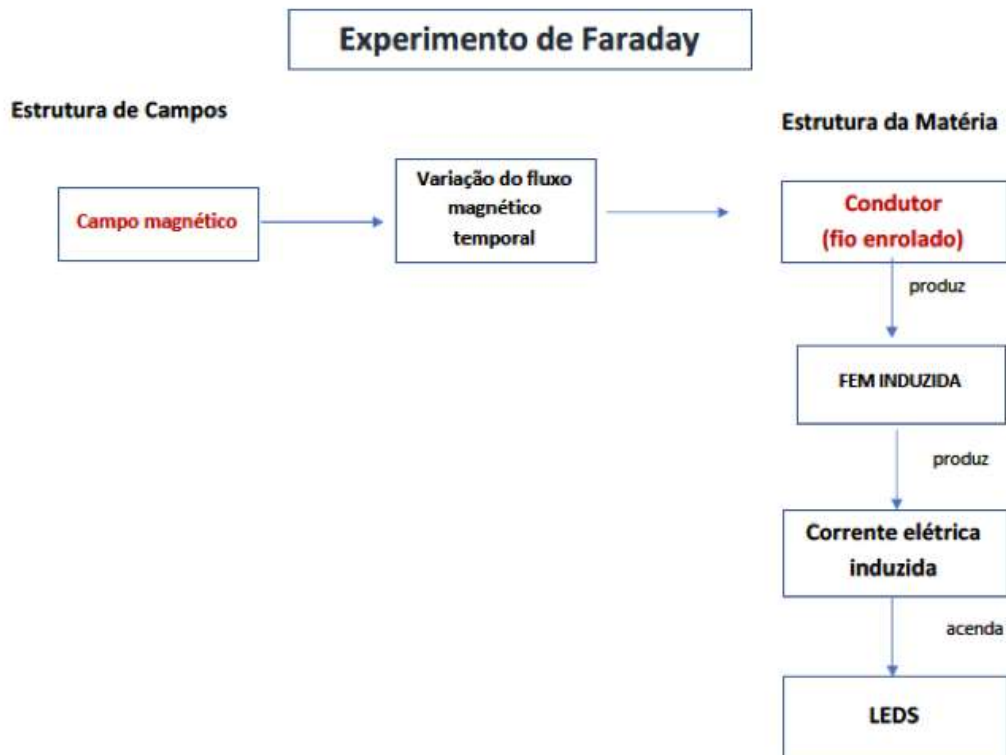 Experimento de Faraday
Estrutura de Campos
Estrutura da Matéria
Campo magnético
Variação do fluxo
magnético
temporal
Condutor
(fio enrolado)
produz
FEM INDUZIDA
produz
Corrente elétrica
induzida
acenda
LEDS